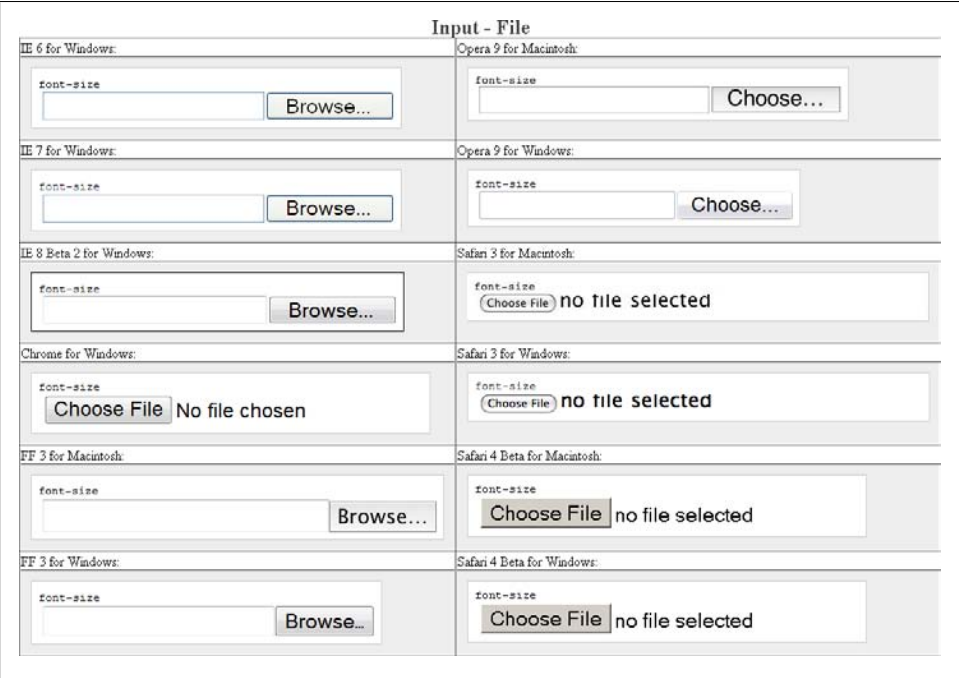 Input - File
IE 6 for Windows:
font-size
Browse...
IE 7 for Windows:
font-size
Browse...
IE 8 Beta 2 for Windows:
font-size
Browse...
Chrome for Windows:
font-size
Choose File No file chosen
FF 3 for Macintosh:
font-size
Browse...
FF 3 for Windows:
font-size
Browse...
Opera 9 for Macintosh:
font-size
Choose...
Opera 9 for Windows:
font-size
Choose...
Safari 3 for Macintosh:
font-size
Choose File no file selected
Safari 3 for Windows:
font-size
Choose File no file selected
Safari 4 Beta for Macintosh:
font-size
Choose File no file selected
Safari 4 Beta for Windows:
font-size
Choose File no file selected